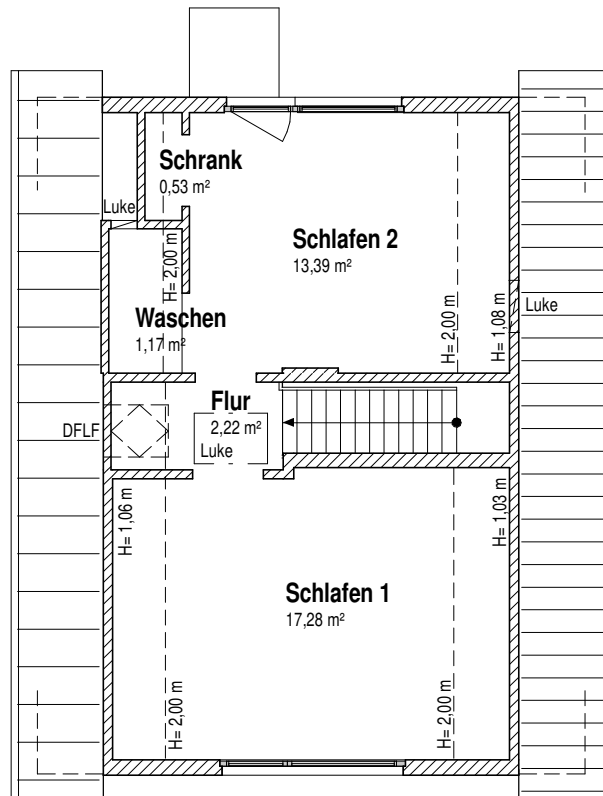 Schrank
0,53 m²
Luke
H= 2,00 m
Schlafen 2
13,39 m²
H= 2,00 m
H= 1,08 m
Luke
Waschen
1,17 m²
Flur
2,22 m²
Luke
DFLF
H= 1,06 m
H= 1,03 m
Schlafen 1
17,28 m²
H= 2,00 m
H= 2,00 m